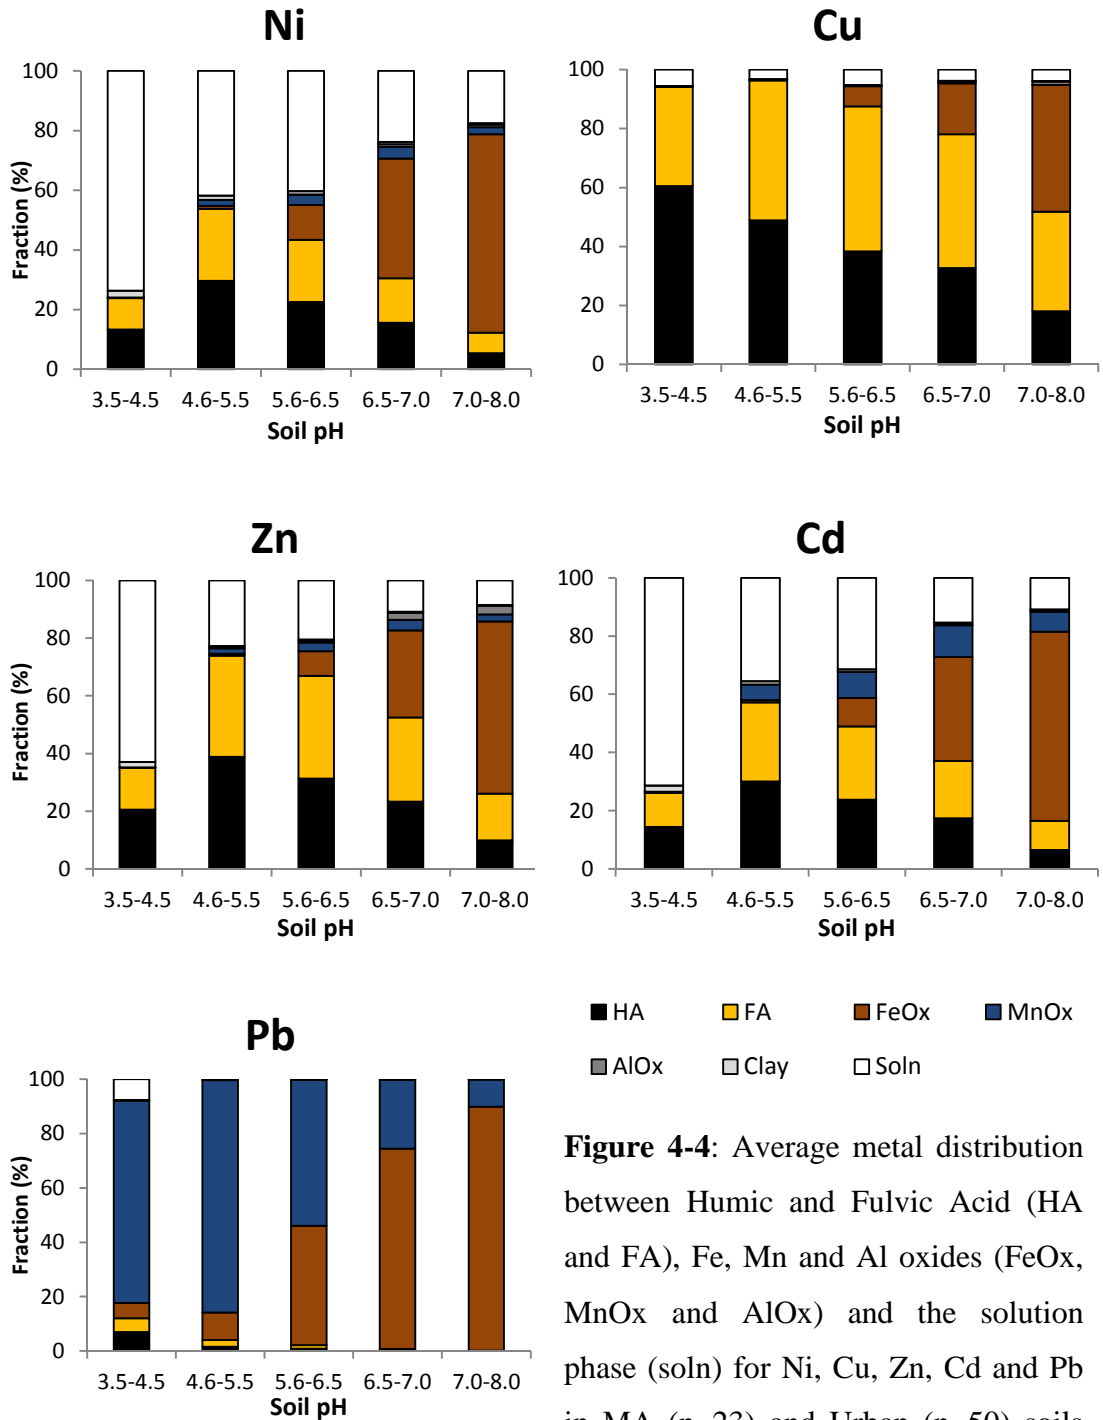 Ni
Fraction (%)
100
80
60
40
20
0
3.5-4.5 4.6-5.5 5.6-6.5 6.5-7.0 7.0-8.0
Soil pH
Cu
100
80
60
40
20
0
3.5-4.5 4.6-5.5 5.6-6.5 6.5-7.0 7.0-8.0
Soil pH
Zn
Fraction (%)
100
80
60
40
20
0
3.5-4.5 4.6-5.5 5.6-6.5 6.5-7.0 7.0-8.0
Soil pH
Cd
100
80
60
40
20
0
3.5-4.5 4.6-5.5 5.6-6.5 6.5-7.0 7.0-8.0
Soil pH
Pb
Fraction (%)
100
80
60
40
20
0
3.5-4.5 4.6-5.5 5.6-6.5 6.5-7.0 7.0-8.0
Soil pH
HA FA FeOx MnOx
AlOx Clay Soln
Figure 4-4: Average metal distribution
between Humic and Fulvic Acid (HA
and FA), Fe, Mn and Al oxides (FeOx,
MnOx and AlOx) and the solution
phase (soln) for Ni, Cu, Zn, Cd and Pb
in MA and Urban soils